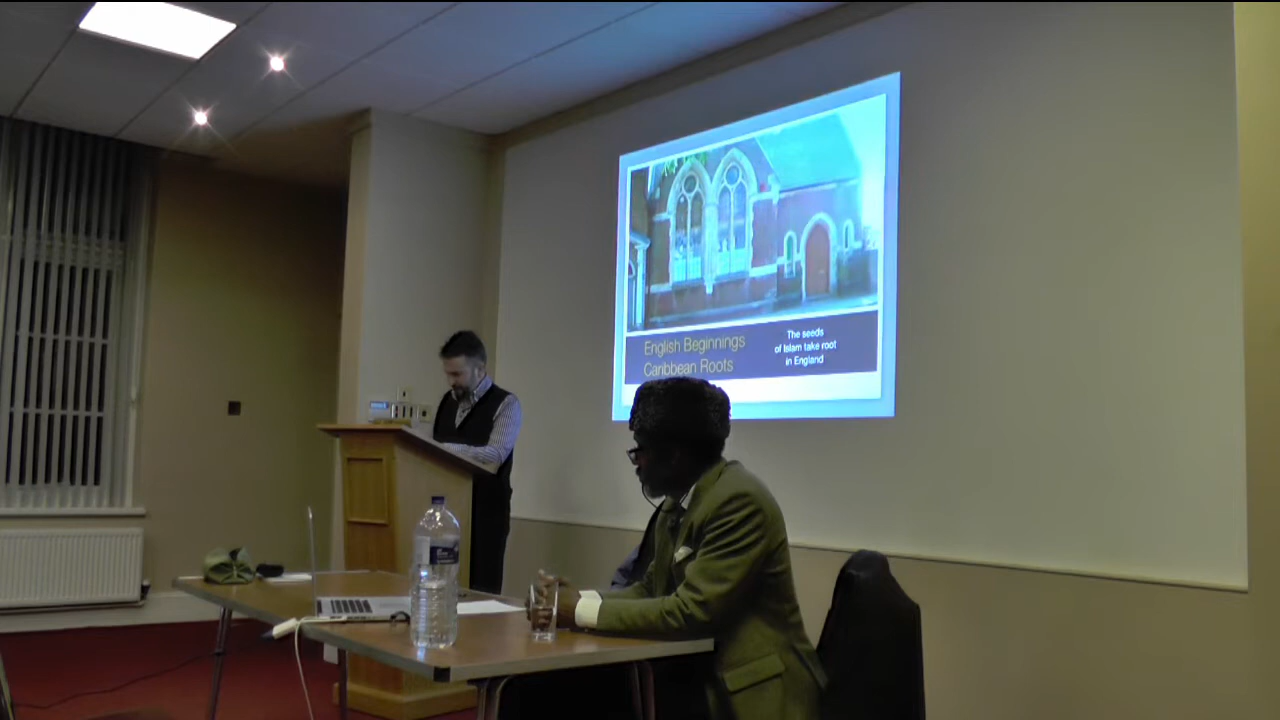 English Beginnings
Caribbean Roots
The seeds
of Islam take root
in England